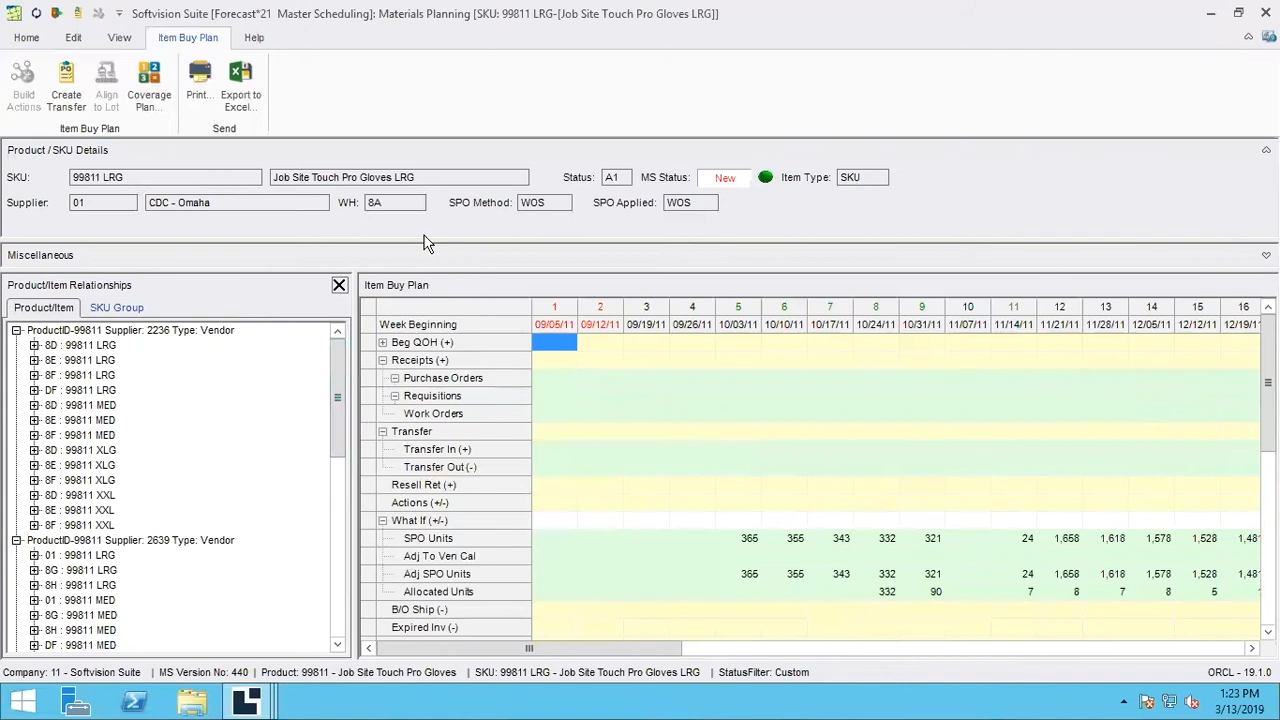 Softvision Suite [Forecast*21 Master Scheduling]: Materials Planning [SKU: 99811 LRG-[Job Site Touch Pro Gloves LRG]]
Home Edit View Item Buy Plan Help
Build Actions Create Transfer Align to Lot Coverage Plan... Print... Export to Excel...
Item Buy Plan Send
Product / SKU Details
SKU: 99811 LRG Job Site Touch Pro Gloves LRG Status: A1 MS Status: New Item Type: SKU
Supplier: 01 CDC - Omaha WH: 8A SPO Method: WOS SPO Applied: WOS
Miscellaneous
Product/Item Relationships
Product/Item SKU Group
ProductID-99811 Supplier: 2236 Type: Vendor
8D : 99811 LRG
8E : 99811 LRG
8F : 99811 LRG
DF : 99811 LRG
8D : 99811 MED
8E : 99811 MED
8F : 99811 MED
8D : 99811 XLG
8E : 99811 XLG
8F : 99811 XLG
8D : 99811 XXL
8E : 99811 XXL
8F : 99811 XXL
ProductID-99811 Supplier: 2639 Type: Vendor
01 : 99811 LRG
8G : 99811 LRG
8H : 99811 LRG
01 : 99811 MED
8G : 99811 MED
8H : 99811 MED
DF : 99811 MED
Item Buy Plan
1 2 3 4 5 6 7 8 9 10 11 12 13 14 15 16
Week Beginning 09/05/11 09/12/11 09/19/11 09/26/11 10/03/11 10/10/11 10/17/11 10/24/11 10/31/11 11/07/11 11/14/11 11/21/11 11/28/11 12/05/11 12/12/11 12/19/1
Beg QOH (+)
Receipts (+)
Purchase Orders
Requisitions
Work Orders
Transfer
Transfer In (+)
Transfer Out (-)
Resell Ret (+)
Actions (+/-)
What If (+/-)
SPO Units 365 355 343 332 321 24 1,658 1,618 1,578 1,528 1,48
Adj To Ven Cal
Adj SPO Units 365 355 343 332 321 24 1,658 1,618 1,578 1,528 1,48
Allocated Units 332 90 7 8 7 8 5
B/O Ship (-)
Expired Inv (-)
Company: 11 - Softvision Suite | MS Version No: 440 | Product: 99811 - Job Site Touch Pro Gloves | SKU: 99811 LRG - Job Site Touch Pro Gloves LRG | StatusFilter: Custom ORCL - 19.1.0
1:23 PM
3/13/2019